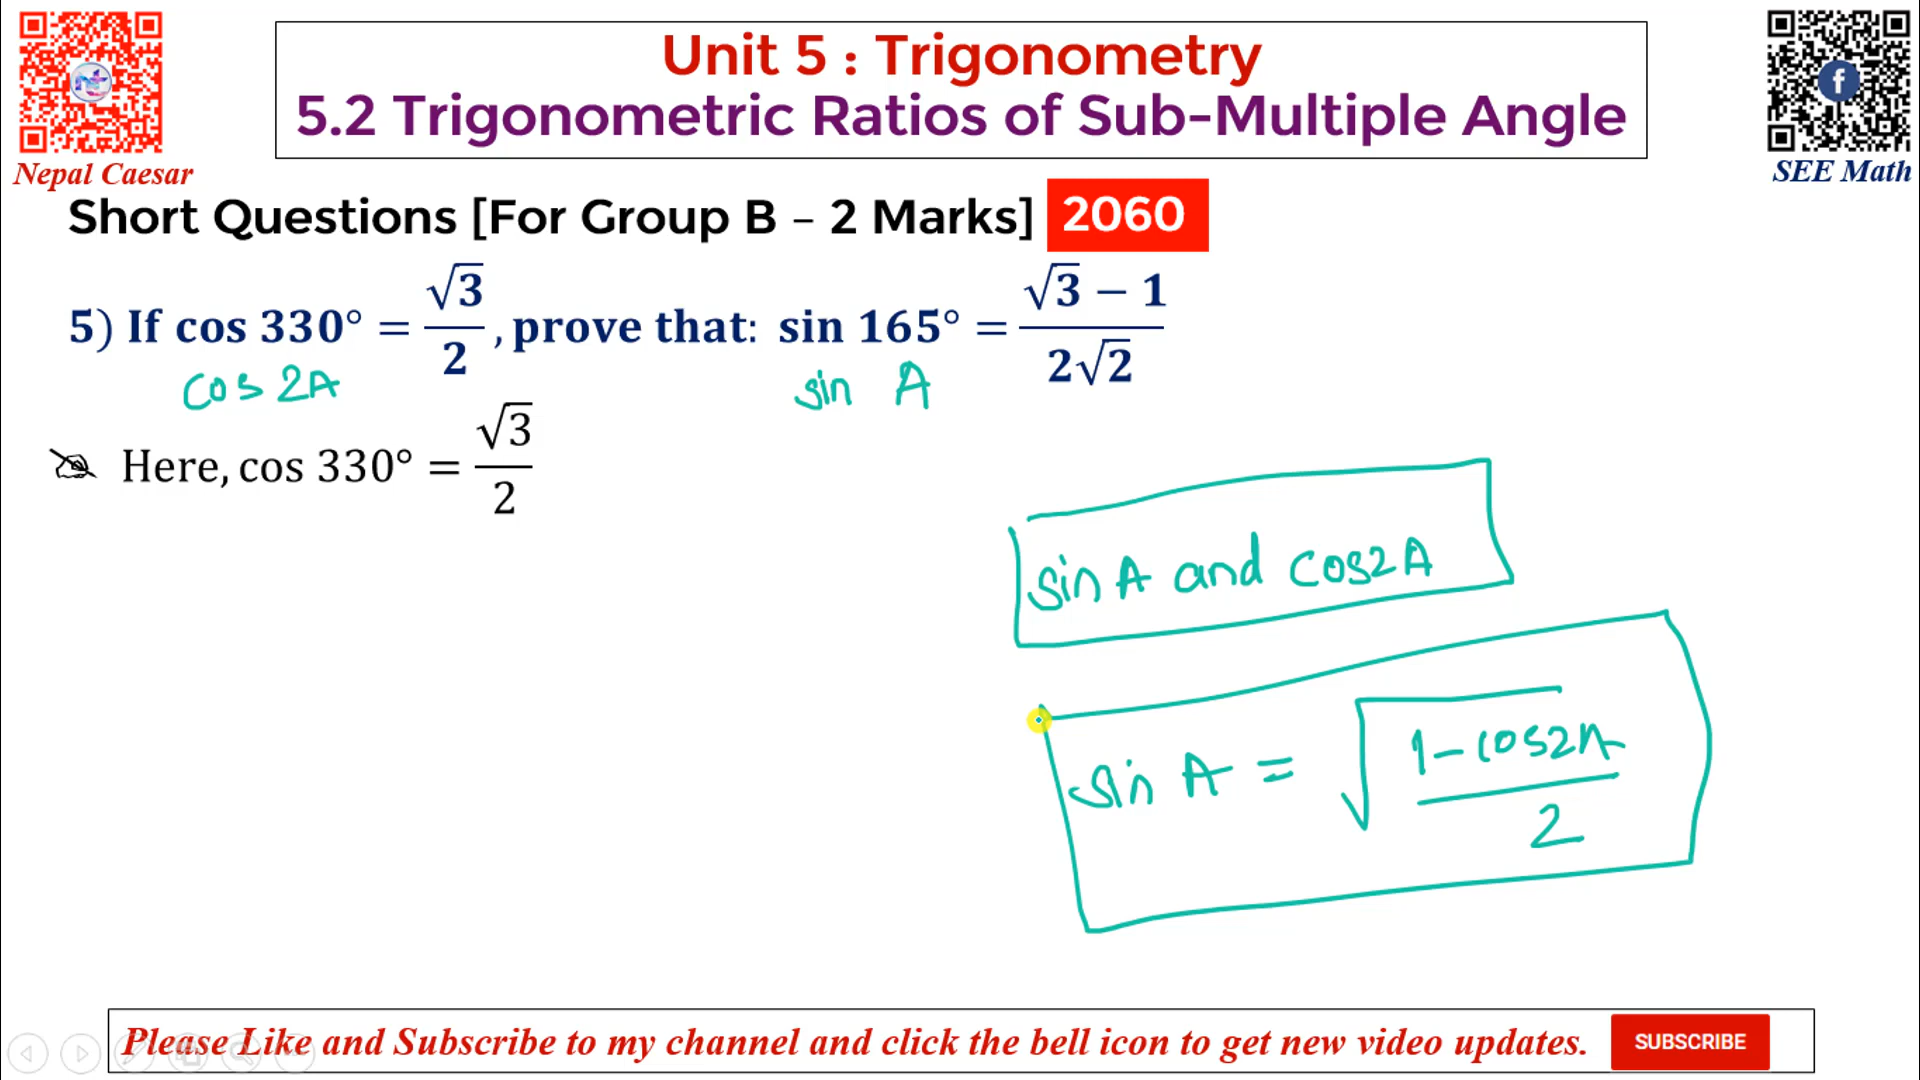 Unit 5 : Trigonometry
5.2 Trigonometric Ratios of Sub-Multiple Angle
Nepal Caesar
SEE Math
Short Questions [For Group B – 2 Marks] 2060
5) If cos 330° = √3/2 , prove that: sin 165° = (√3 − 1)/(2√2)
cos 2A
sin A
Here, cos 330° = √3/2
sin A and cos2A
sin A = √((1-cos2A)/2)
Please Like and Subscribe to my channel and click the bell icon to get new video updates.
SUBSCRIBE